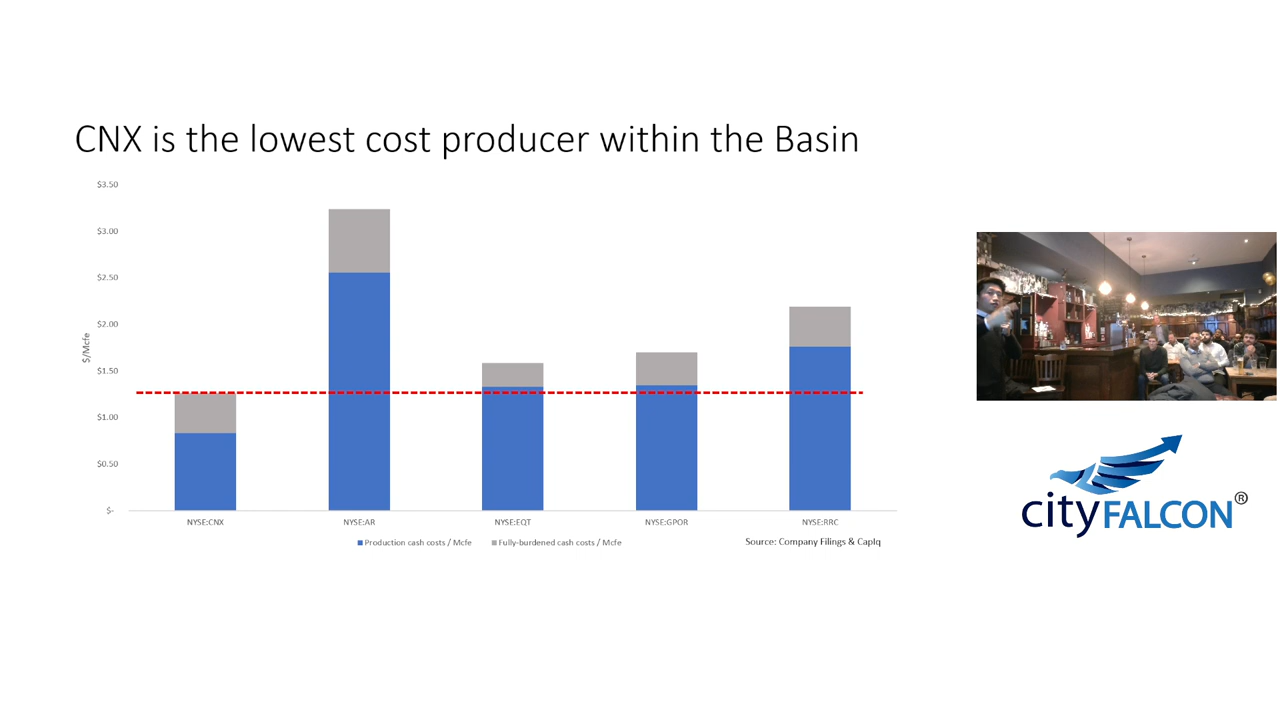 CNX is the lowest cost producer within the Basin
$3.50
$3.00
$2.50
$2.00
$1.50
$1.00
$0.50
$-
$/Mcfe
NYSE:CNX
NYSE:AR
NYSE:EQT
NYSE:GPOR
NYSE:RRC
Production cash costs / Mcfe
Fully-burdened cash costs / Mcfe
Source: Company Filings & CapIq
cityFALCON®